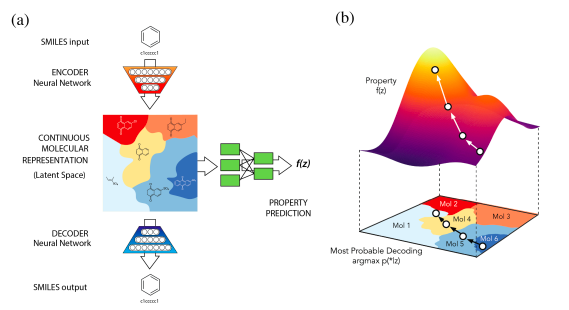 (a)
SMILES input
c1ccccc1
ENCODER
Neural Network
CONTINUOUS
MOLECULAR
REPRESENTATION
(Latent Space)
f(z)
PROPERTY
PREDICTION
DECODER
Neural Network
SMILES output
c1ccccc1
(b)
Property
f(z)
Mol 1
Mol 2
Mol 3
Mol 4
Mol 5
Mol 6
Most Probable Decoding
argmax p(*|z)